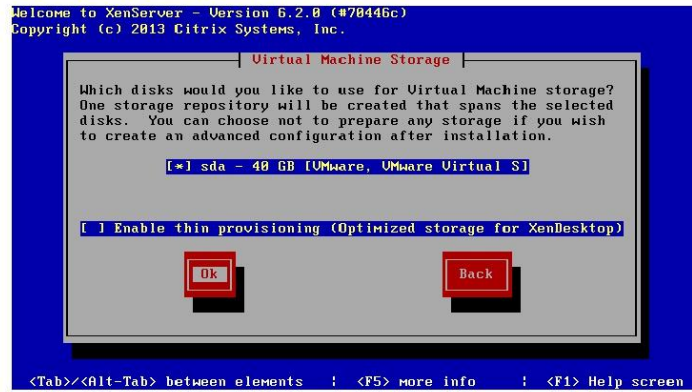 Welcome to XenServer - Version 6.2.0 (#70446c)
Copyright (c) 2013 Citrix Systems, Inc.
Virtual Machine Storage
Which disks would you like to use for Virtual Machine storage?
One storage repository will be created that spans the selected
disks.  You can choose not to prepare any storage if you wish
to create an advanced configuration after installation.
[*] sda - 40 GB [VMware, VMware Virtual S]
[ ] Enable thin provisioning (Optimized storage for XenDesktop)
Ok Back
<Tab>/<Alt-Tab> between elements | <F5> more info | <F1> Help screen